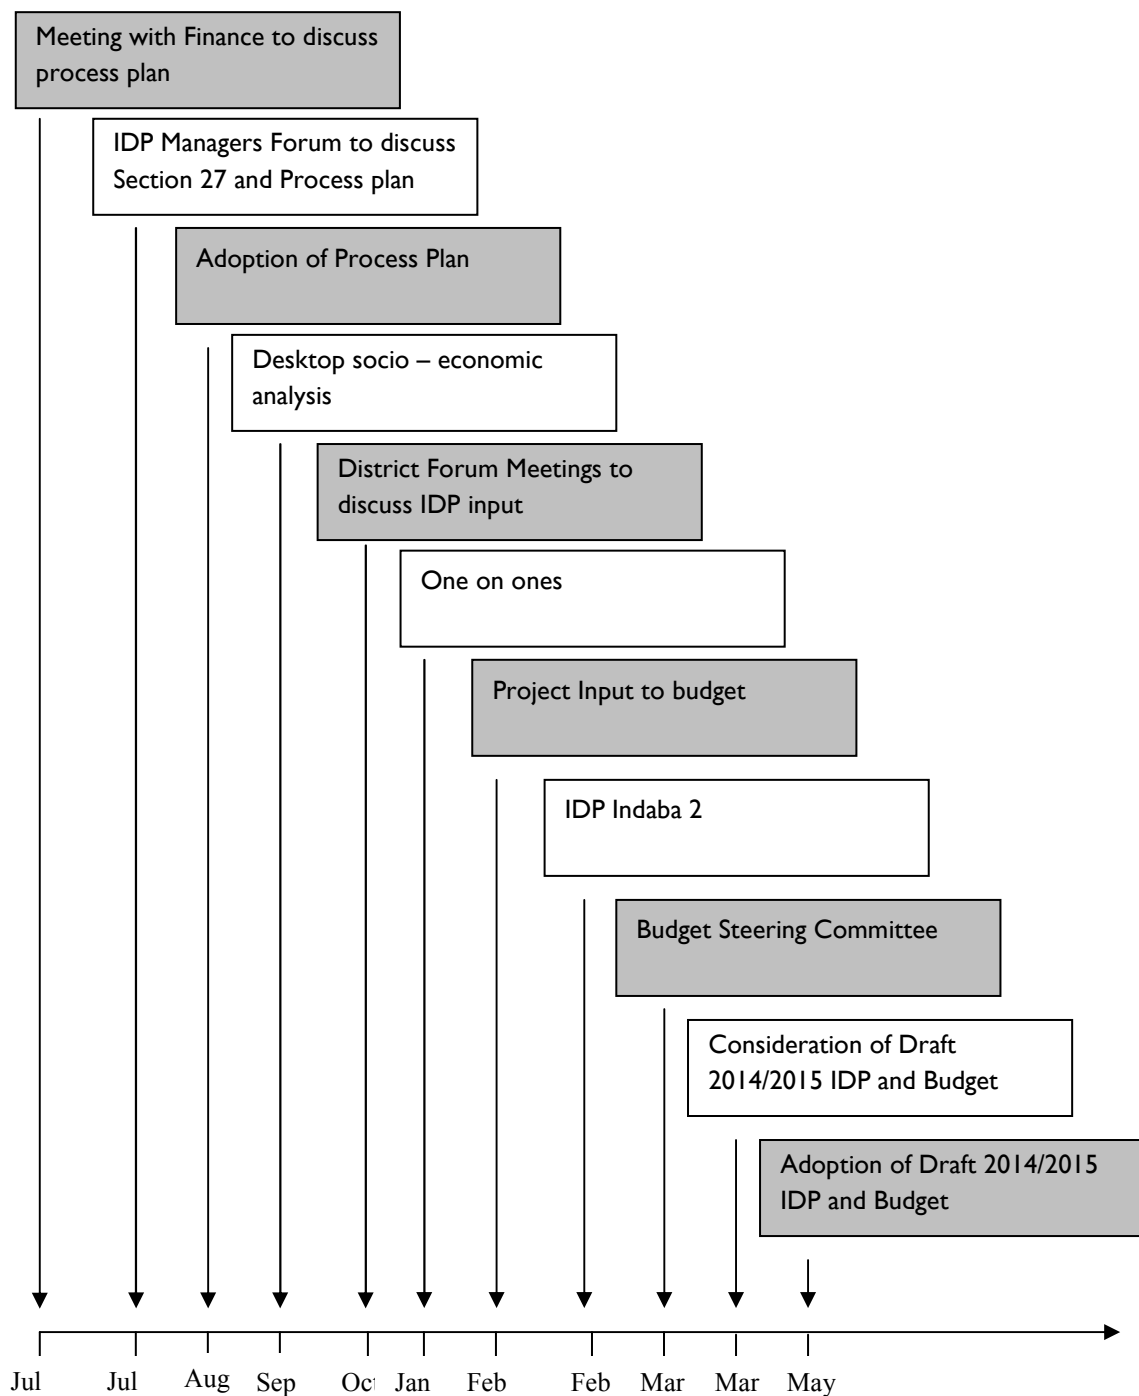 Meeting with Finance to discuss
process plan
IDP Managers Forum to discuss
Section 27 and Process plan
Adoption of Process Plan
Desktop socio – economic
analysis
District Forum Meetings to
discuss IDP input
One on ones
Project Input to budget
IDP Indaba 2
Budget Steering Committee
Consideration of Draft
2014/2015 IDP and Budget
Adoption of Draft 2014/2015
IDP and Budget
Jul Jul Aug Sep Oct Jan Feb Feb Mar Mar May